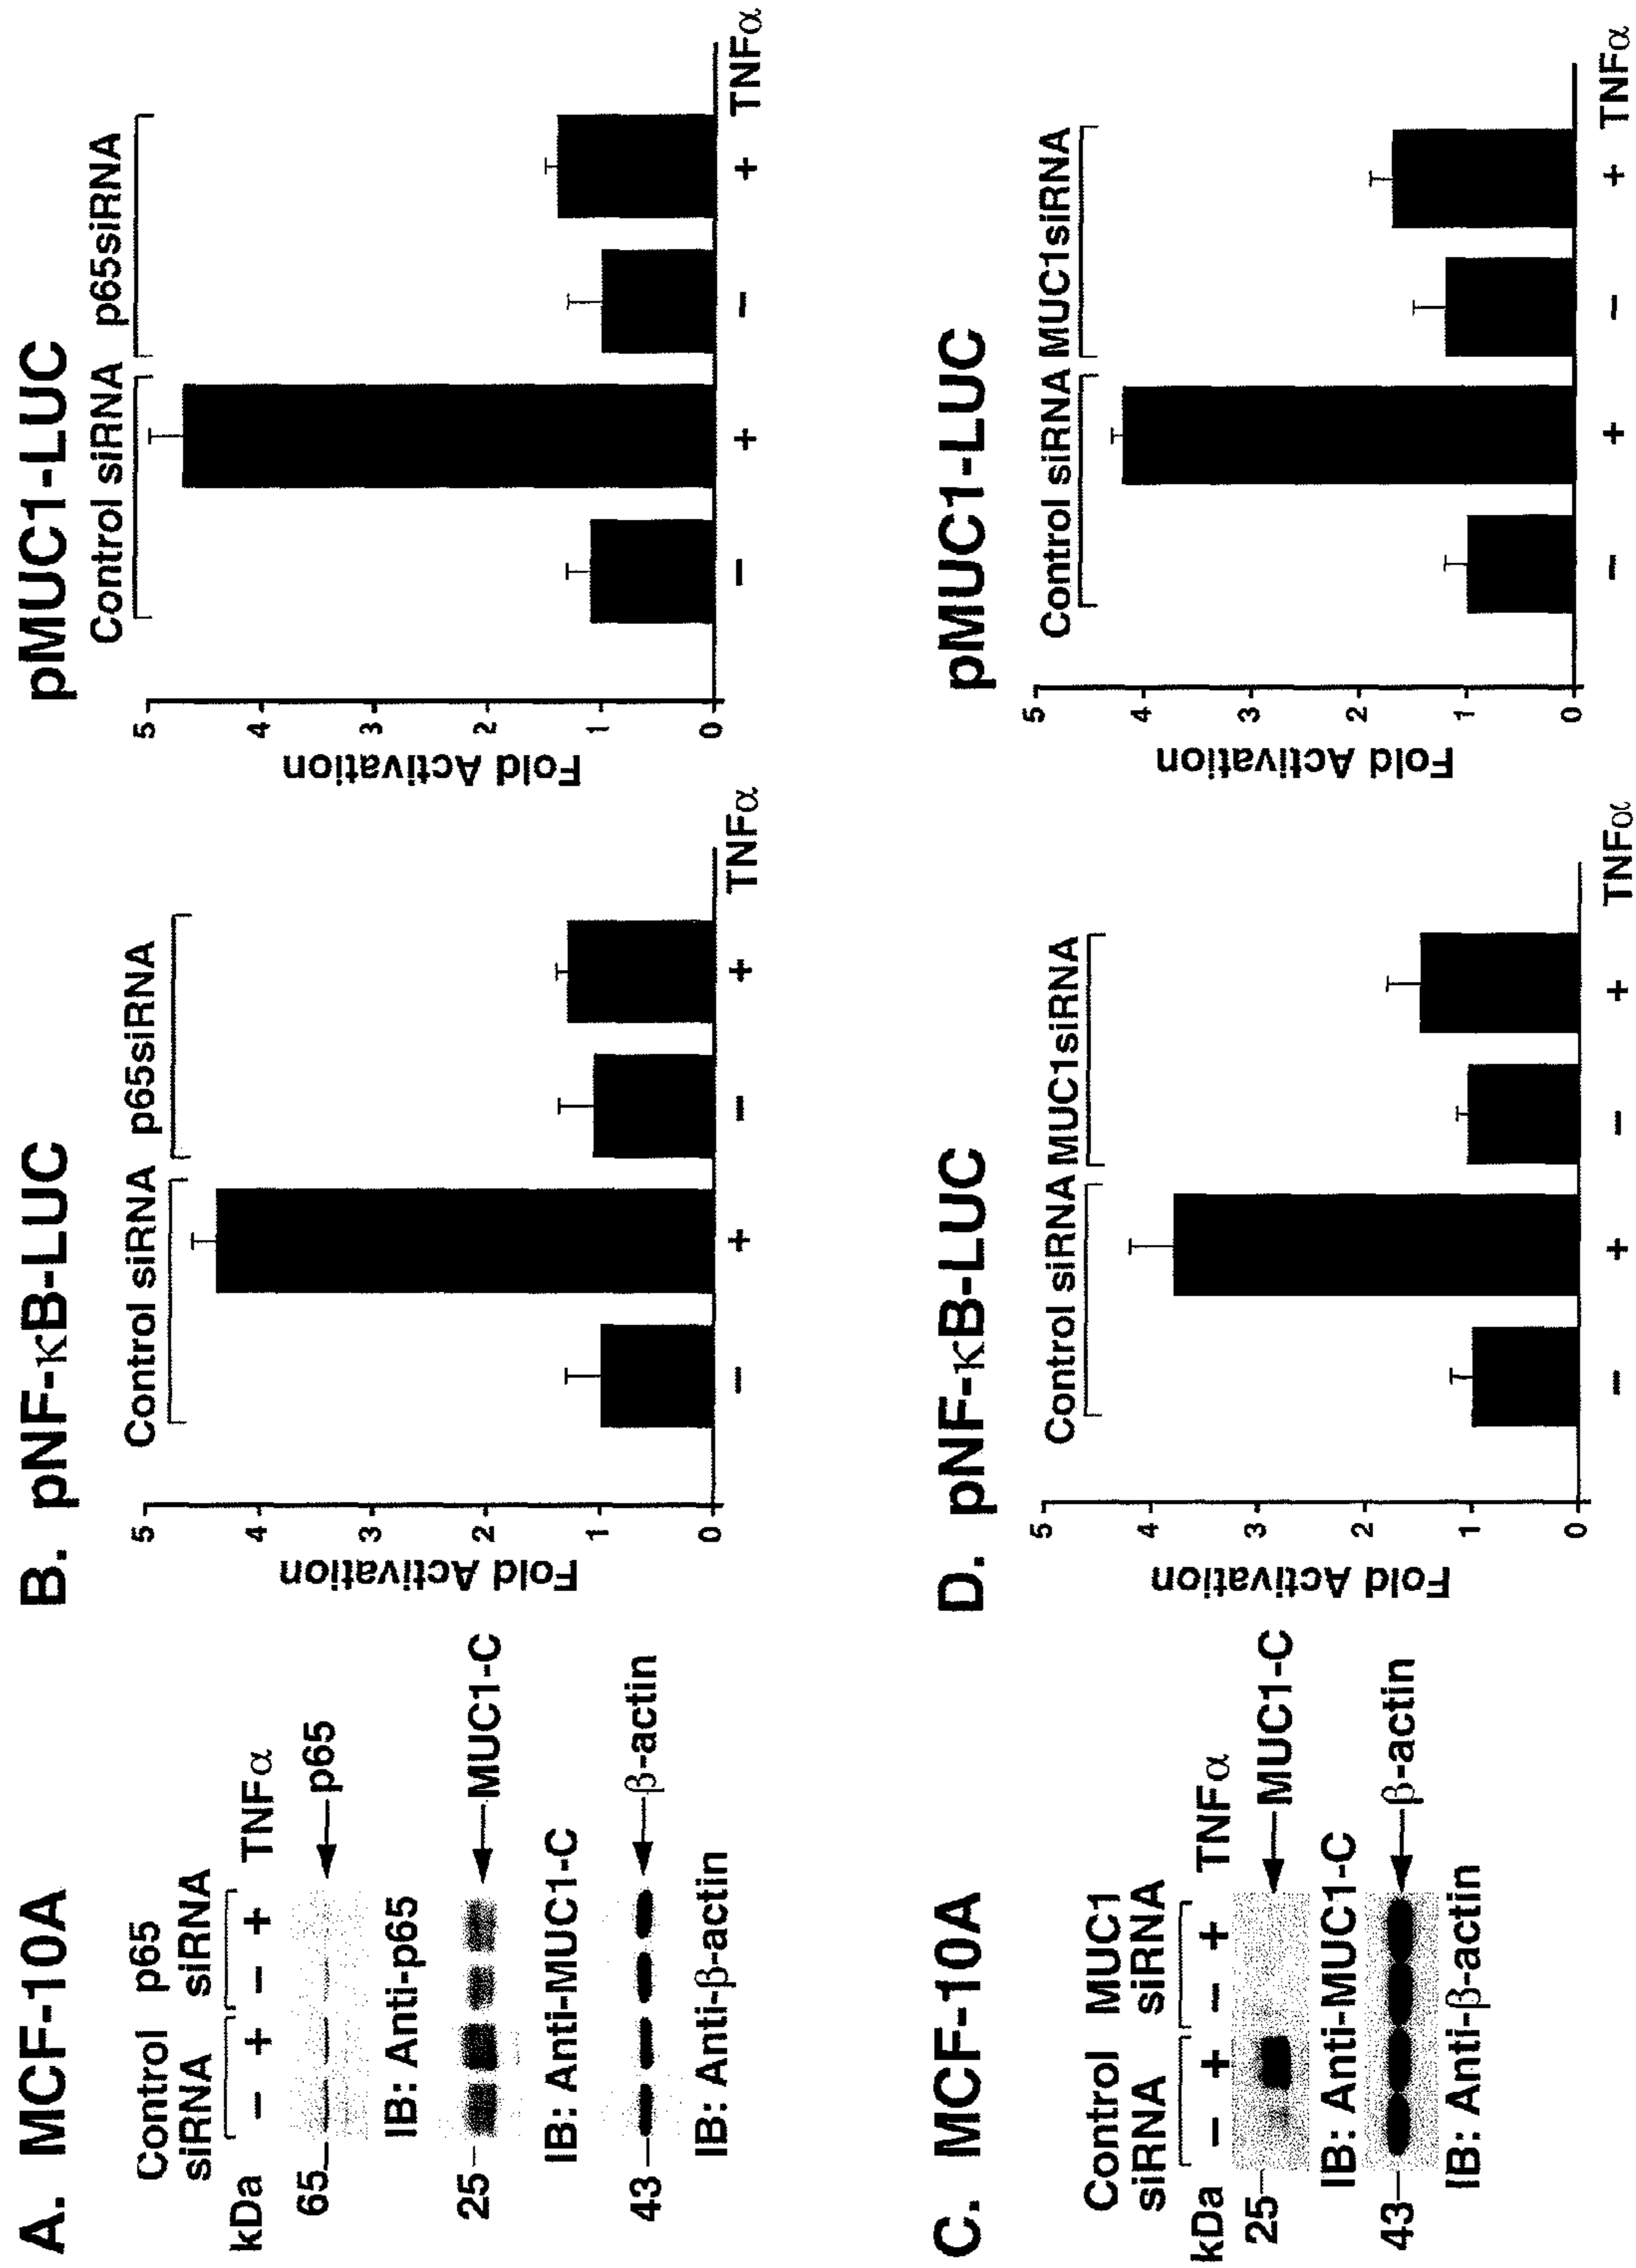 A. MCF-10A
Control siRNA p65 siRNA
kDa − + − + TNFα
65 p65
IB: Anti-p65
25 MUC1-C
IB: Anti-MUC1-C
43 β-actin
IB: Anti-β-actin
B. pNF-κB-LUC
Control siRNA p65siRNA
Fold Activation
5
4
3
2
1
0
− + − + TNFα
pMUC1-LUC
Control siRNA p65siRNA
Fold Activation
5
4
3
2
1
0
− + − + TNFα
C. MCF-10A
Control siRNA MUC1 siRNA
kDa − + − + TNFα
25 MUC1-C
IB: Anti-MUC1-C
43 β-actin
IB: Anti-β-actin
D. pNF-κB-LUC
Control siRNA MUC1siRNA
Fold Activation
5
4
3
2
1
0
− + − + TNFα
pMUC1-LUC
Control siRNA MUC1siRNA
Fold Activation
5
4
3
2
1
0
− + − + TNFα